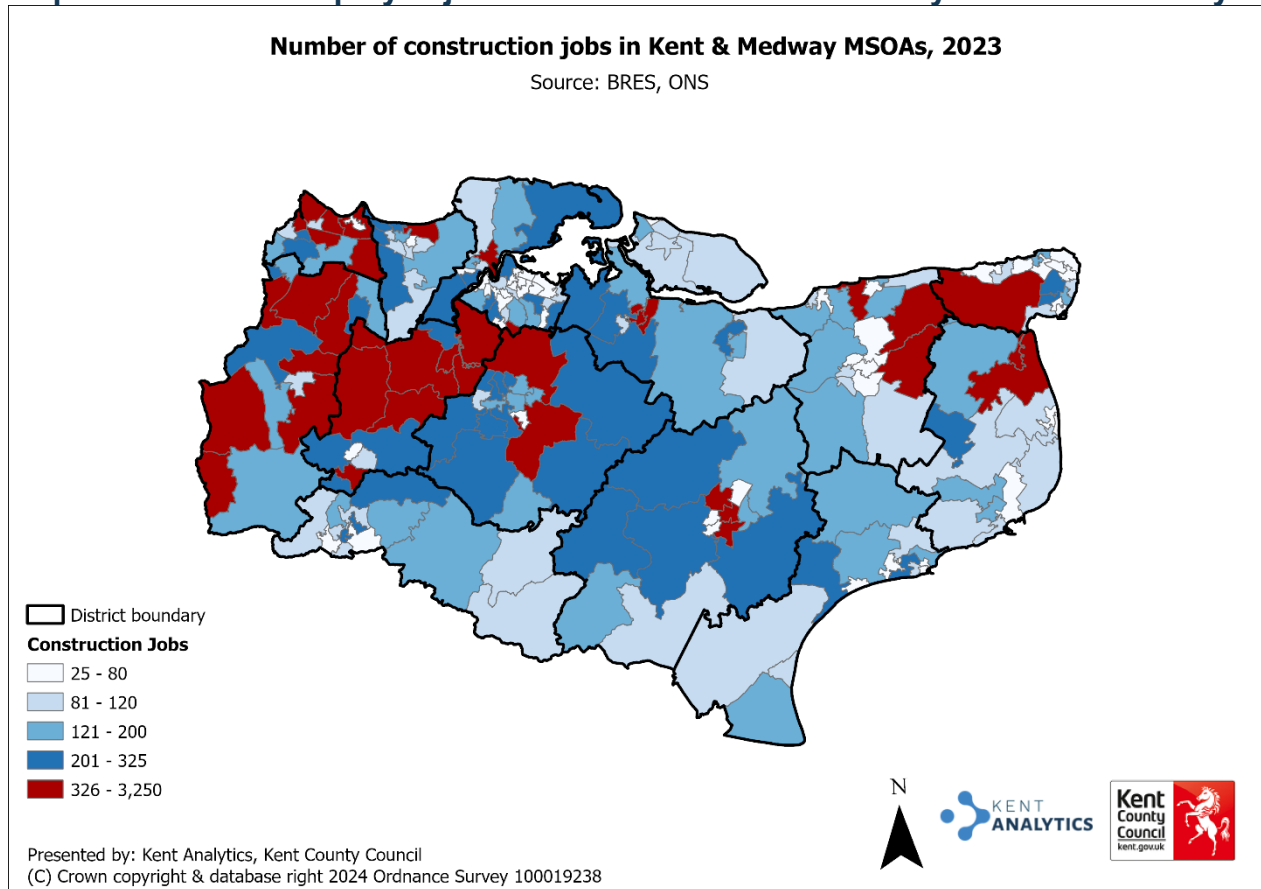 Number of construction jobs in Kent & Medway MSOAs, 2023
Source: BRES, ONS
District boundary
Construction Jobs
25 - 80
81 - 120
121 - 200
201 - 325
326 - 3,250
N
KENT
ANALYTICS
Kent
County
Council
kent.gov.uk
Presented by: Kent Analytics, Kent County Council
(C) Crown copyright & database right 2024 Ordnance Survey 100019238